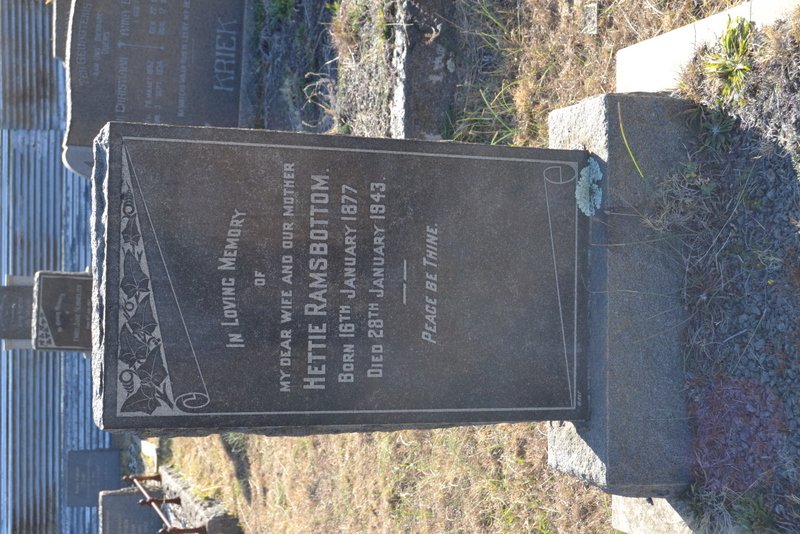 In Loving Memory
of
my dear wife and our mother
Hettie Ramsbottom.
Born 16th January 1877
Died 28th January 1943.
Peace be Thine.
KRIEK